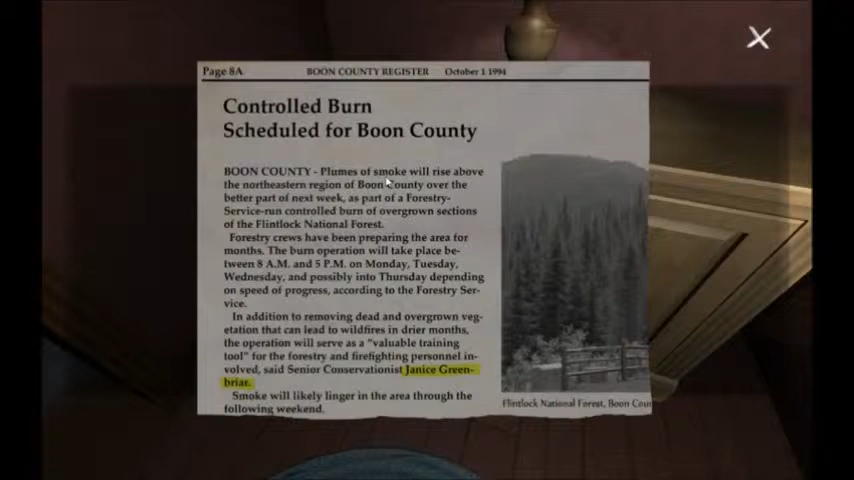 Page 8A BOON COUNTY REGISTER October 1 1994
Controlled Burn
Scheduled for Boon County
BOON COUNTY - Plumes of smoke will rise above
the northeastern region of Boon County over the
better part of next week, as part of a Forestry-
Service-run controlled burn of overgrown sections
of the Flintlock National Forest.
Forestry crews have been preparing the area for
months. The burn operation will take place be-
tween 8 A.M. and 5 P.M. on Monday, Tuesday,
Wednesday, and possibly into Thursday depending
on speed of progress, according to the Forestry Ser-
vice.
In addition to removing dead and overgrown veg-
etation that can lead to wildfires in drier months,
the operation will serve as a "valuable training
tool" for the forestry and firefighting personnel in-
volved, said Senior Conservationist Janice Green-
briar.
Smoke will likely linger in the area through the
following weekend.
Flintlock National Forest, Boon Coun